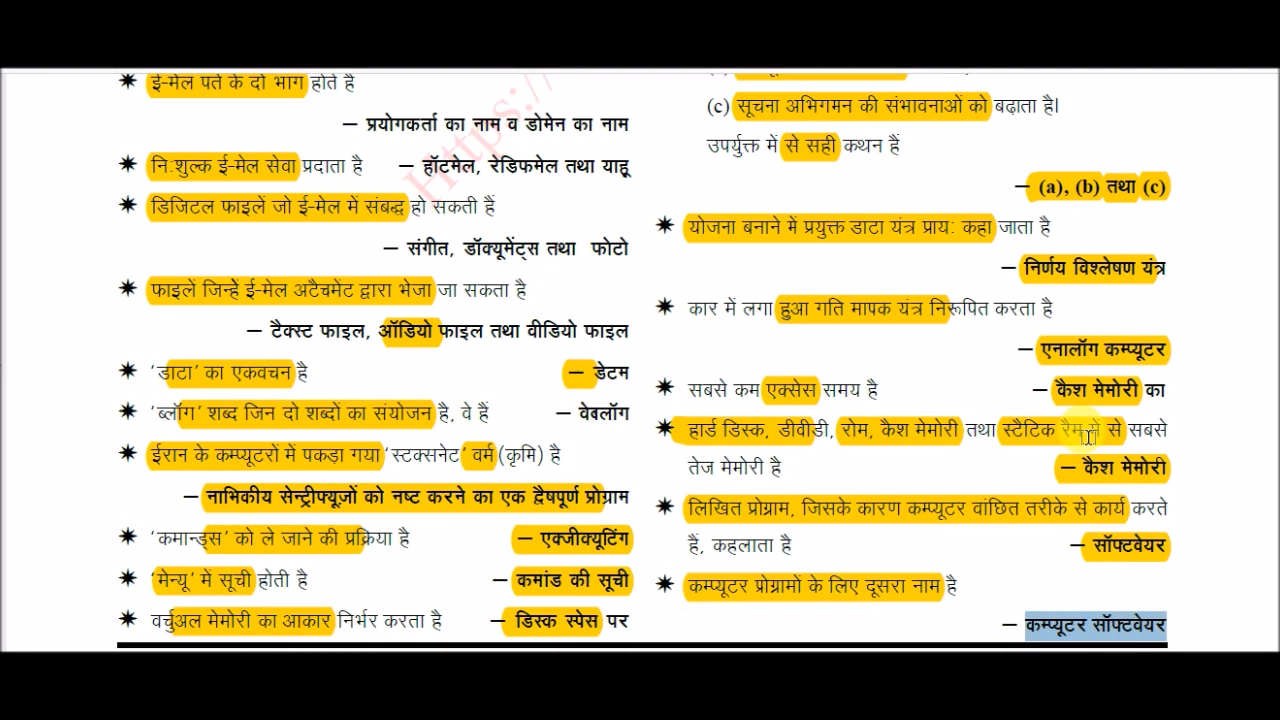 ई-मेल पते के दो भाग होते है
– प्रयोगकर्ता का नाम व डोमेन का नाम
निःशुल्क ई-मेल सेवा प्रदाता है – हॉटमेल, रेडिफमेल तथा याहू
डिजिटल फाइलें जो ई-मेल में संबद्ध हो सकती हैं
– संगीत, डॉक्यूमेंट्स तथा फोटो
फाइलें जिन्हें ई-मेल अटैचमेंट द्वारा भेजा जा सकता है
– टैक्स्ट फाइल, ऑडियो फाइल तथा वीडियो फाइल
'डाटा' का एकवचन है – डेटम
'ब्लॉग' शब्द जिन दो शब्दों का संयोजन है, वे हैं – वेबलॉग
ईरान के कम्प्यूटरों में पकड़ा गया 'स्टक्सनेट' वर्म (कृमि) है
– नाभिकीय सेन्ट्रीफ्यूज़ों को नष्ट करने का एक द्वैषपूर्ण प्रोग्राम
'कमान्ड्स' को ले जाने की प्रक्रिया है – एक्जीक्यूटिंग
'मेन्यू' में सूची होती है – कमांड की सूची
वर्चुअल मेमोरी का आकार निर्भर करता है – डिस्क स्पेस पर
(c) सूचना अभिगमन की संभावनाओं को बढ़ाता है।
उपर्युक्त में से सही कथन हैं
– (a), (b) तथा (c)
योजना बनाने में प्रयुक्त डाटा यंत्र प्राय: कहा जाता है
– निर्णय विश्लेषण यंत्र
कार में लगा हुआ गति मापक यंत्र निरूपित करता है
– एनालॉग कम्प्यूटर
सबसे कम एक्सेस समय है – कैश मेमोरी का
हार्ड डिस्क, डीवीडी, रोम, कैश मेमोरी तथा स्टैटिक रैम में से सबसे
तेज मेमोरी है – कैश मेमोरी
लिखित प्रोग्राम, जिसके कारण कम्प्यूटर वांछित तरीके से कार्य करते
हैं, कहलाता है – सॉफ्टवेयर
कम्प्यूटर प्रोग्रामों के लिए दूसरा नाम है
– कम्प्यूटर सॉफ्टवेयर
Https://